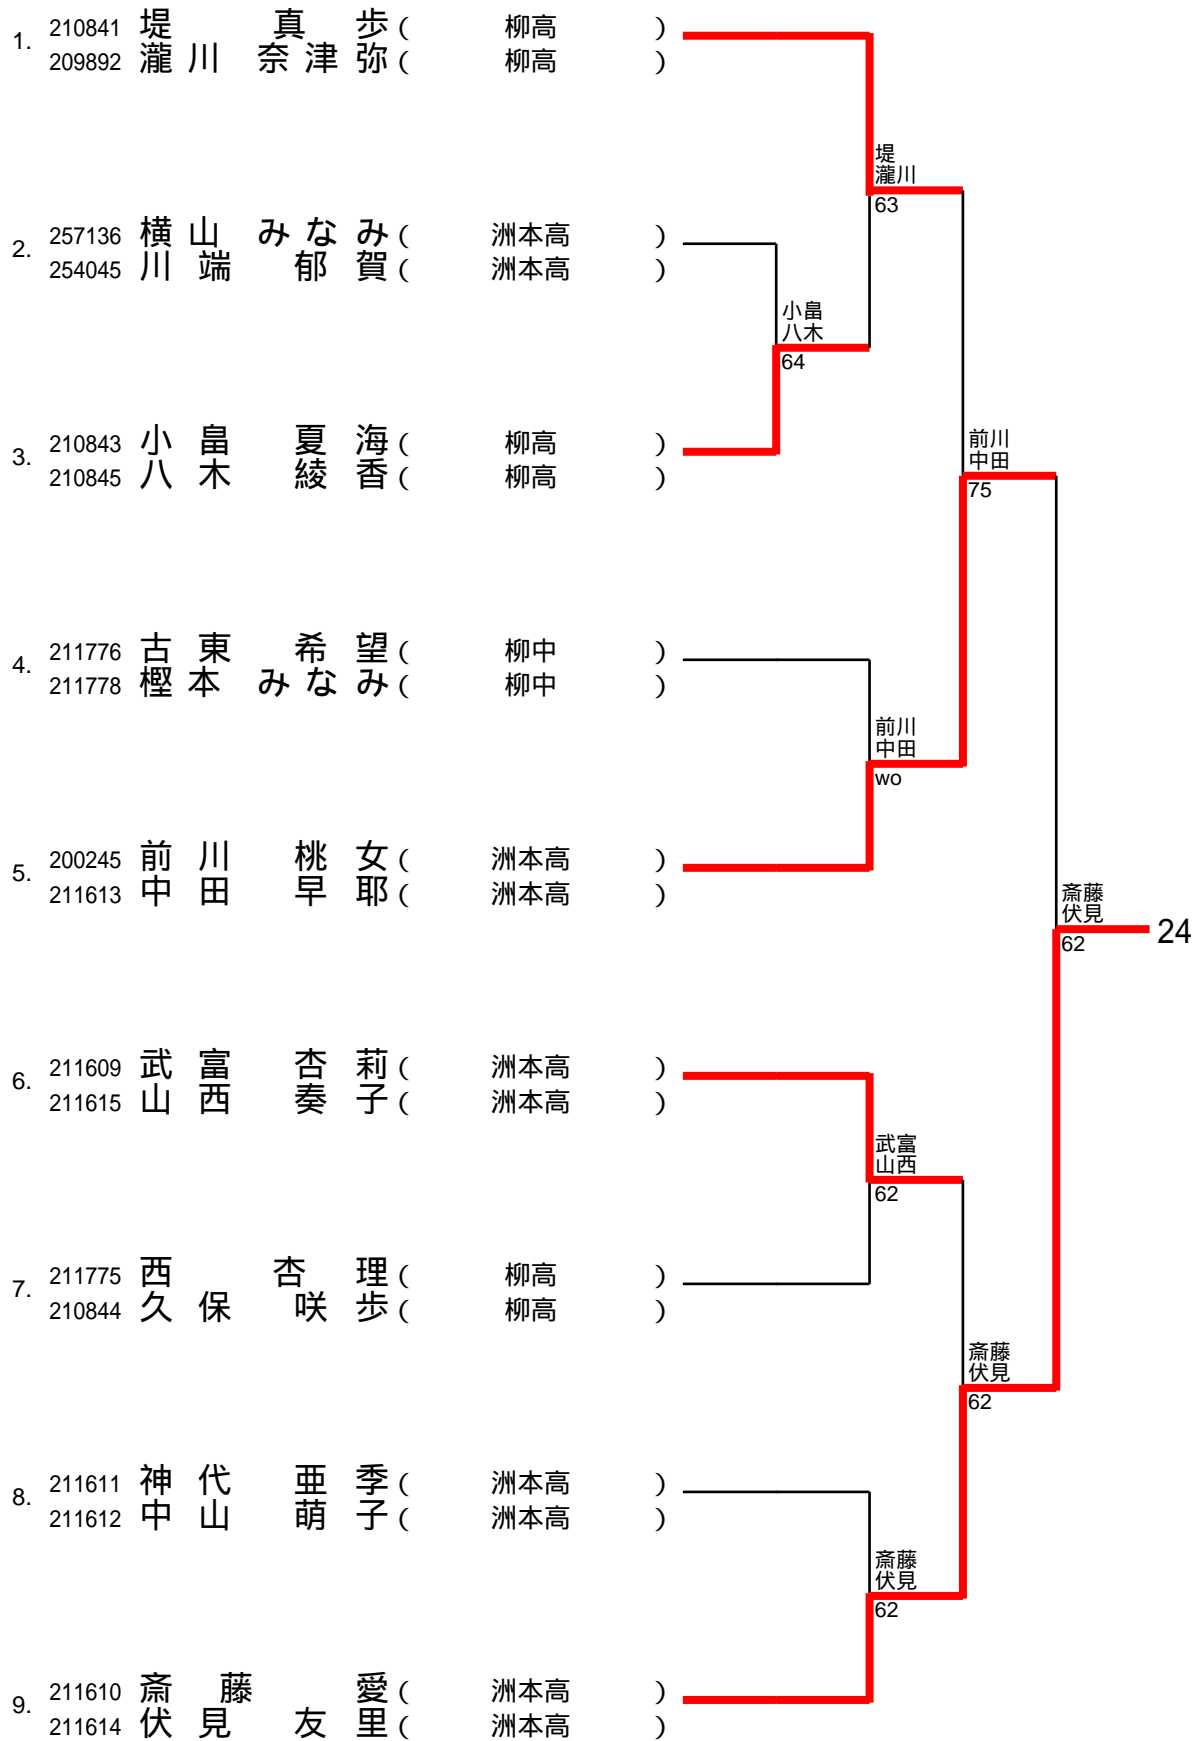 1. 210841 堤 真 歩 ( 柳高 )
209892 瀧 川 奈 津 弥 ( 柳高 )
堤
瀧川
63
2. 257136 横 山 み な み ( 洲本高 )
254045 川 端 郁 賀 ( 洲本高 )
小畠
八木
64
3. 210843 小 畠 夏 海 ( 柳高 )
210845 八 木 綾 香 ( 柳高 )
前川
中田
75
4. 211776 古 東 希 望 ( 柳中 )
211778 樫 本 み な み ( 柳中 )
前川
中田
wo
5. 200245 前 川 桃 女 ( 洲本高 )
211613 中 田 早 耶 ( 洲本高 )
斎藤
伏見
62
24
6. 211609 武 富 杏 莉 ( 洲本高 )
211615 山 西 奏 子 ( 洲本高 )
武富
山西
62
7. 211775 西 杏 理 ( 柳高 )
210844 久 保 咲 歩 ( 柳高 )
斎藤
伏見
62
8. 211611 神 代 亜 季 ( 洲本高 )
211612 中 山 萌 子 ( 洲本高 )
斎藤
伏見
62
9. 211610 斎 藤 愛 ( 洲本高 )
211614 伏 見 友 里 ( 洲本高 )